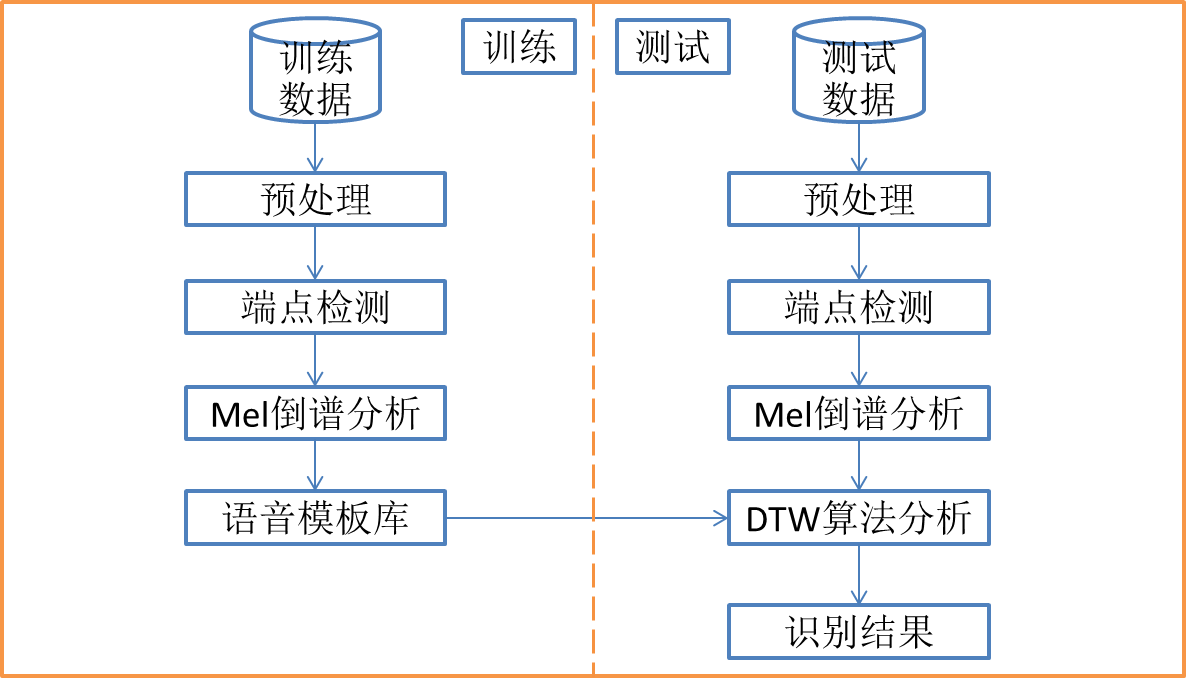 训练
数据
训练
预处理
端点检测
Mel倒谱分析
语音模板库
测试
测试
数据
预处理
端点检测
Mel倒谱分析
DTW算法分析
识别结果